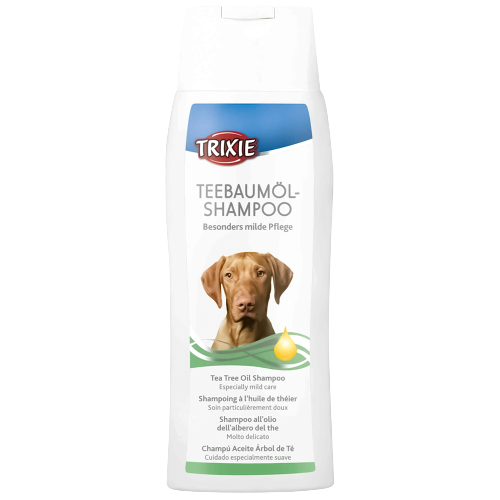 TRIXIE
TEEBAUMÖL-
SHAMPOO
Besonders milde Pflege
Tea Tree Oil Shampoo
Especially mild care
Shampoing à l'huile de théier
Soin particulièrement doux
Shampoo all'olio
dell'albero del the
Molto delicato
Champú Aceite Árbol de Té
Cuidado especialmente suave